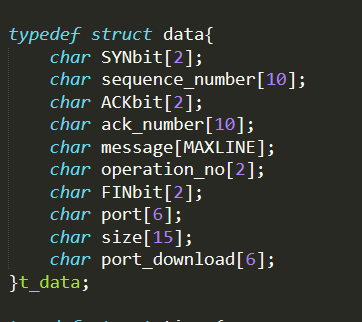 typedef struct data{
    char SYNbit[2];
    char sequence_number[10];
    char ACKbit[2];
    char ack_number[10];
    char message[MAXLINE];
    char operation_no[2];
    char FINbit[2];
    char port[6];
    char size[15];
    char port_download[6];
}t_data;